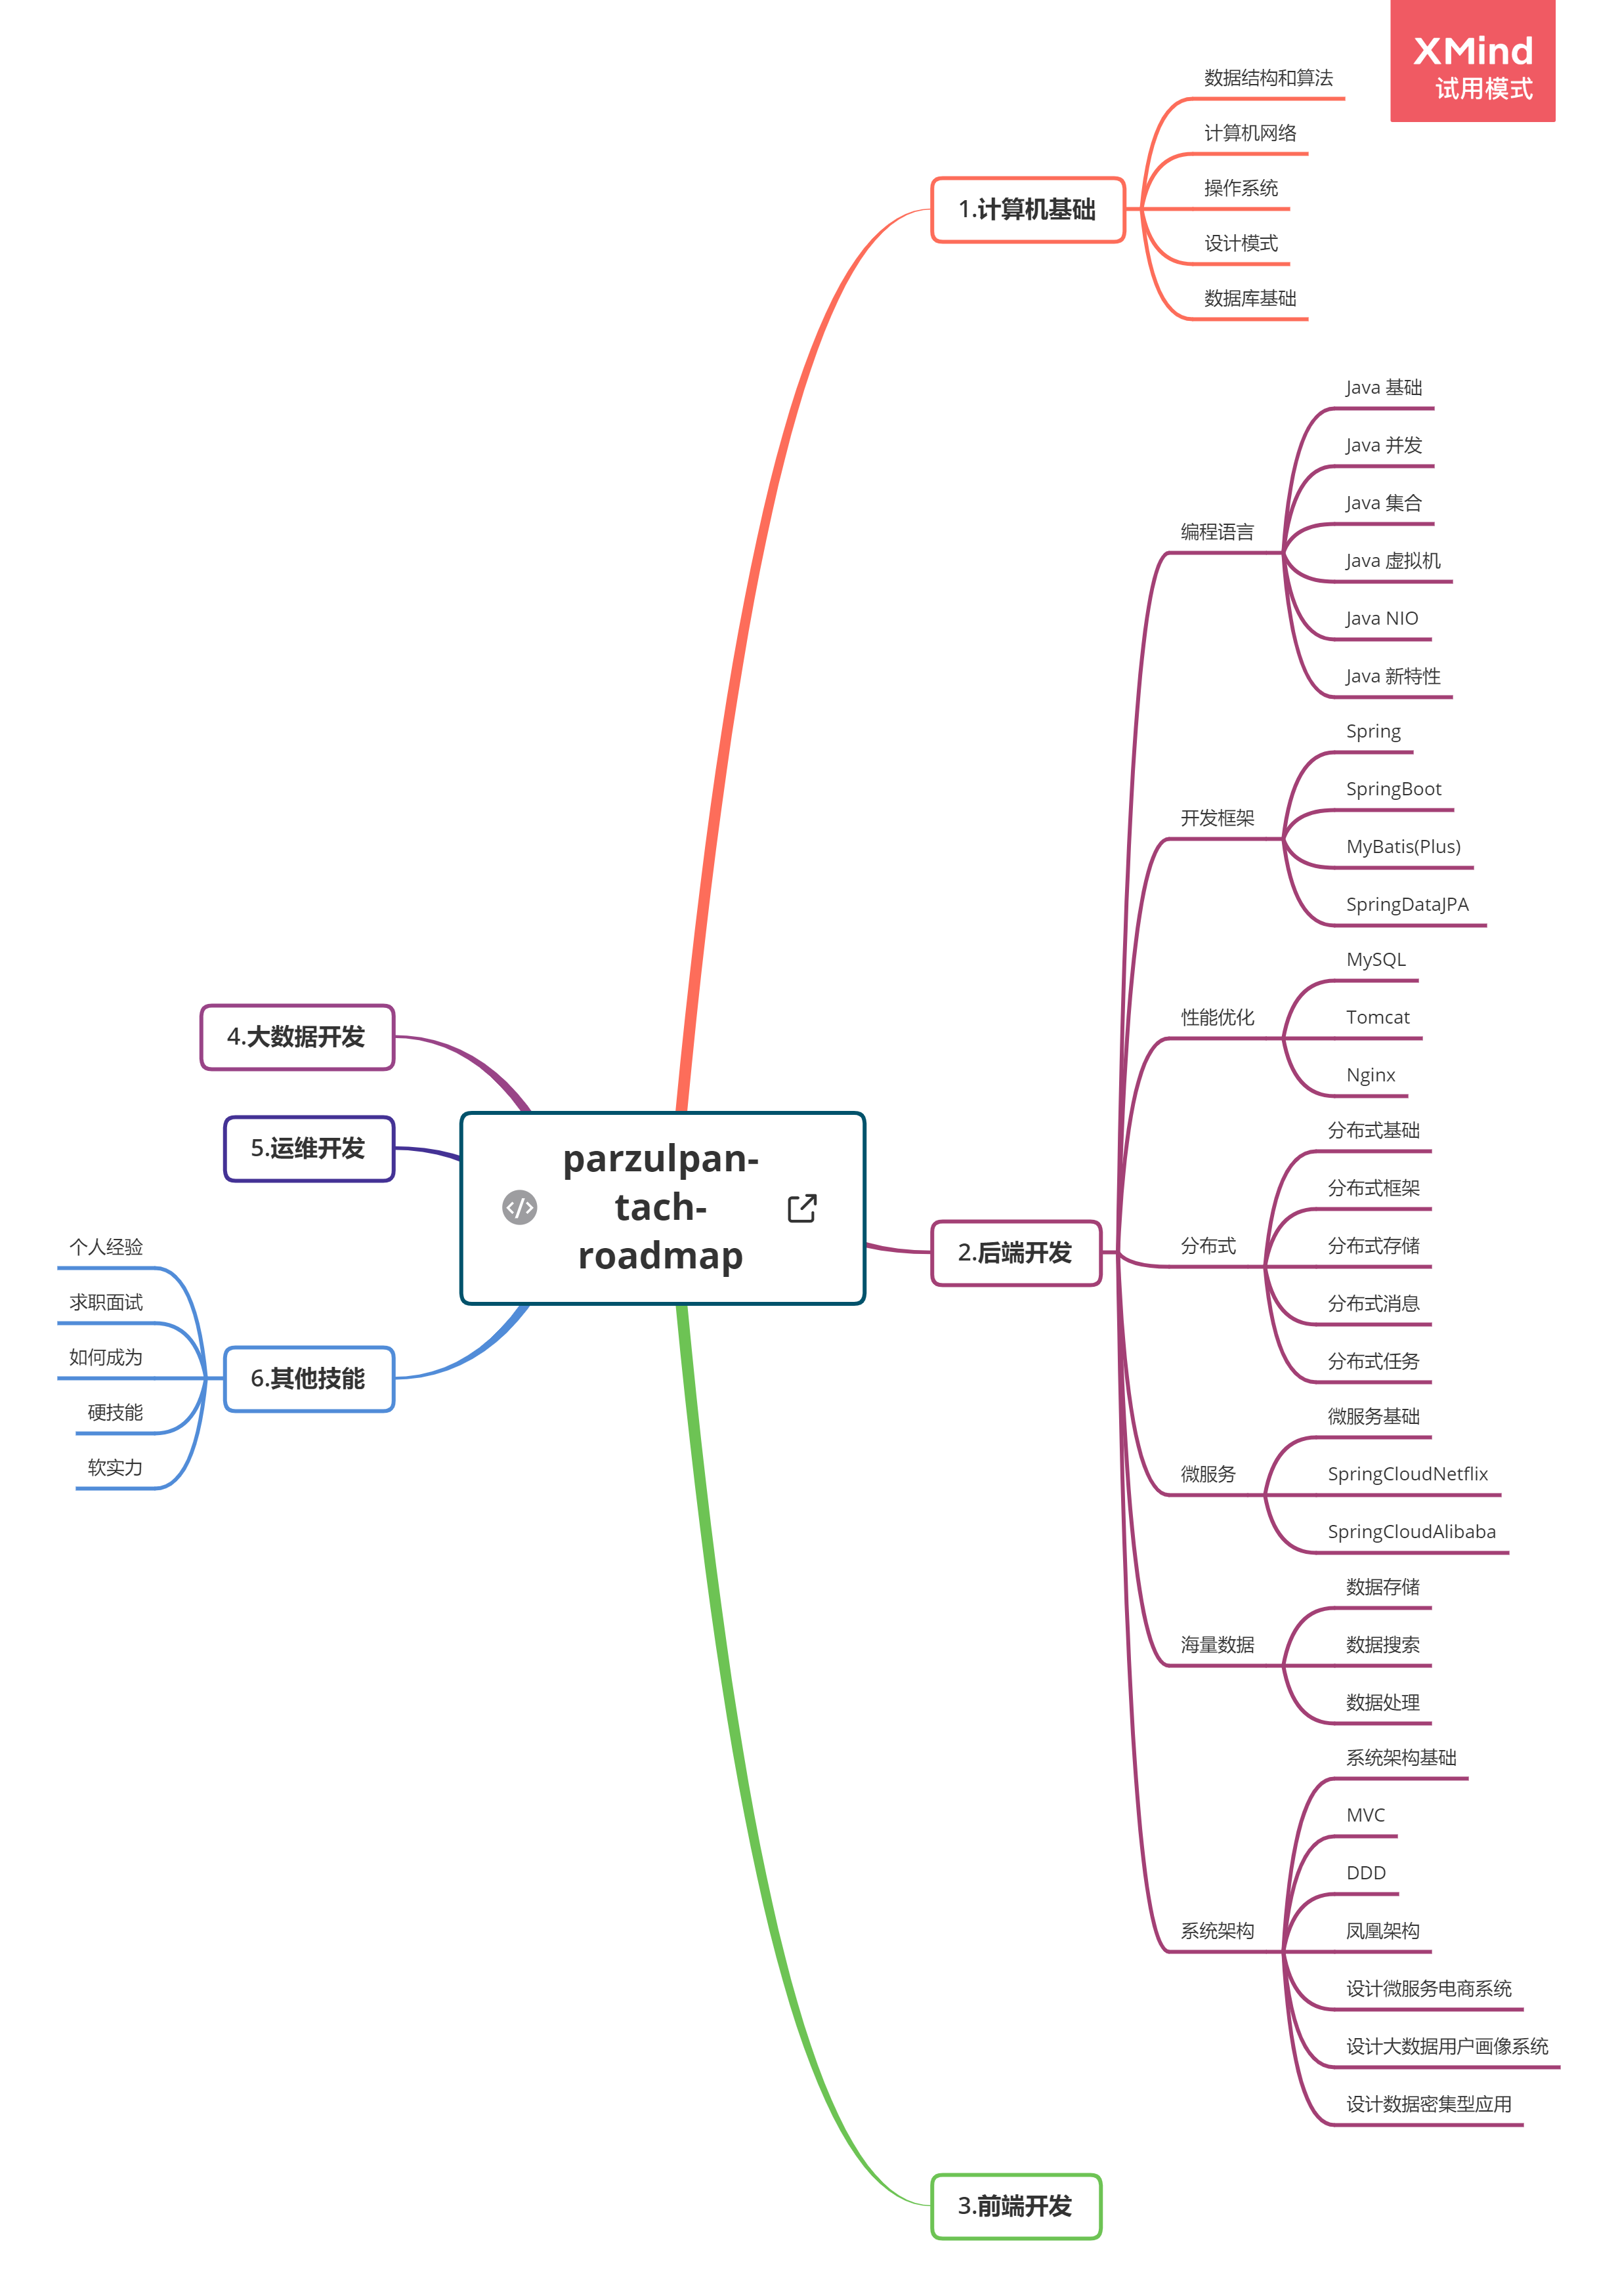 XMind
试用模式
parzulpan-
tach-
roadmap
1.计算机基础
数据结构和算法
计算机网络
操作系统
设计模式
数据库基础
2.后端开发
编程语言
Java 基础
Java 并发
Java 集合
Java 虚拟机
Java NIO
Java 新特性
开发框架
Spring
SpringBoot
MyBatis(Plus)
SpringDataJPA
性能优化
MySQL
Tomcat
Nginx
分布式
分布式基础
分布式框架
分布式存储
分布式消息
分布式任务
微服务
微服务基础
SpringCloudNetflix
SpringCloudAlibaba
海量数据
数据存储
数据搜索
数据处理
系统架构
系统架构基础
MVC
DDD
凤凰架构
设计微服务电商系统
设计大数据用户画像系统
设计数据密集型应用
3.前端开发
4.大数据开发
5.运维开发
6.其他技能
个人经验
求职面试
如何成为
硬技能
软实力